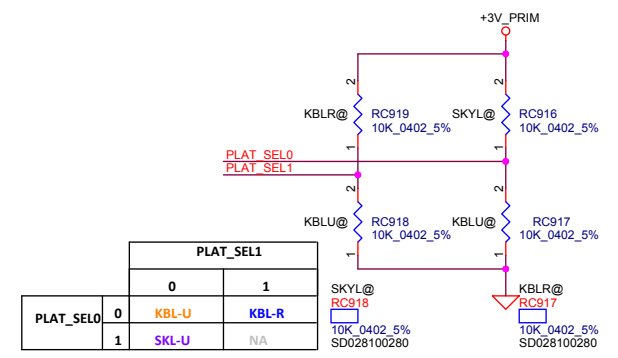 +3V_PRIM
2
2
KBLR@
RC919
10K_0402_5%
SKYL@
RC916
10K_0402_5%
1
1
PLAT_SEL0
PLAT_SEL1
2
2
KBLU@
RC918
10K_0402_5%
KBLU@
RC917
10K_0402_5%
1
1
PLAT_SEL1
0 1
PLAT_SEL0 0 KBL-U KBL-R
1 SKL-U NA
SKYL@
RC918
10K_0402_5%
SD028100280
KBLR@
RC917
10K_0402_5%
SD028100280